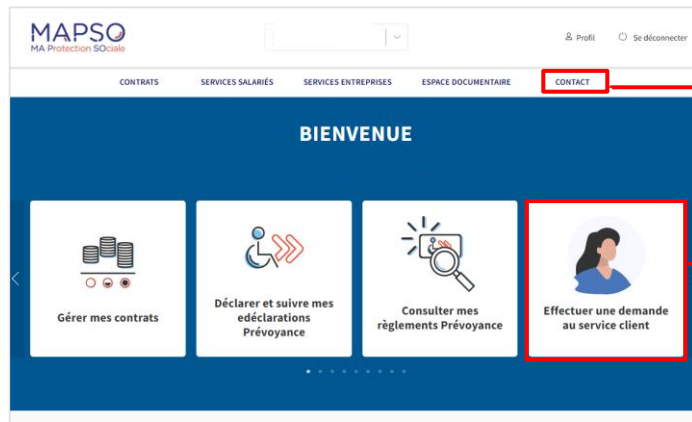 MAPSO
MA Protection SOciale
Profil
Se déconnecter
CONTRATS
SERVICES SALARIÉS
SERVICES ENTREPRISES
ESPACE DOCUMENTAIRE
CONTACT
BIENVENUE
Gérer mes contrats
Déclarer et suivre mes
edéclarations
Prévoyance
Consulter mes
règlements Prévoyance
Effectuer une demande
au service client